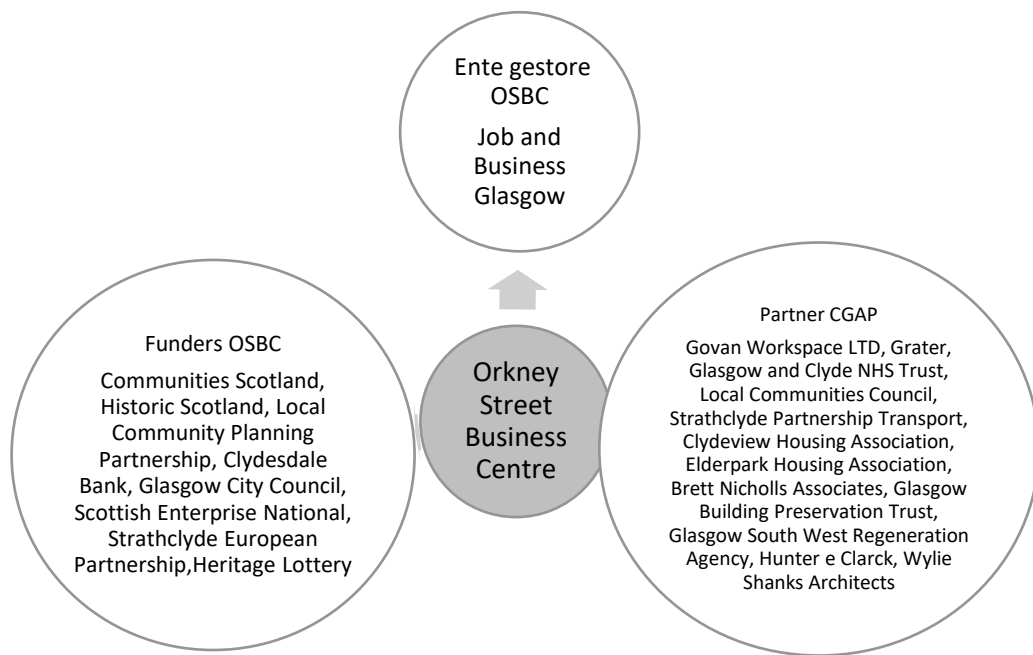 Ente gestore
OSBC
Job and
Business
Glasgow
Funders OSBC
Communities Scotland,
Historic Scotland, Local
Community Planning
Partnership, Clydesdale
Bank, Glasgow City Council,
Scottish Enterprise National,
Strathclyde European
Partnership,Heritage Lottery
Orkney
Street
Business
Centre
Partner CGAP
Govan Workspace LTD, Grater,
Glasgow and Clyde NHS Trust,
Local Communities Council,
Strathclyde Partnership Transport,
Clydeview Housing Association,
Elderpark Housing Association,
Brett Nicholls Associates, Glasgow
Building Preservation Trust,
Glasgow South West Regeneration
Agency, Hunter e Clarck, Wylie
Shanks Architects